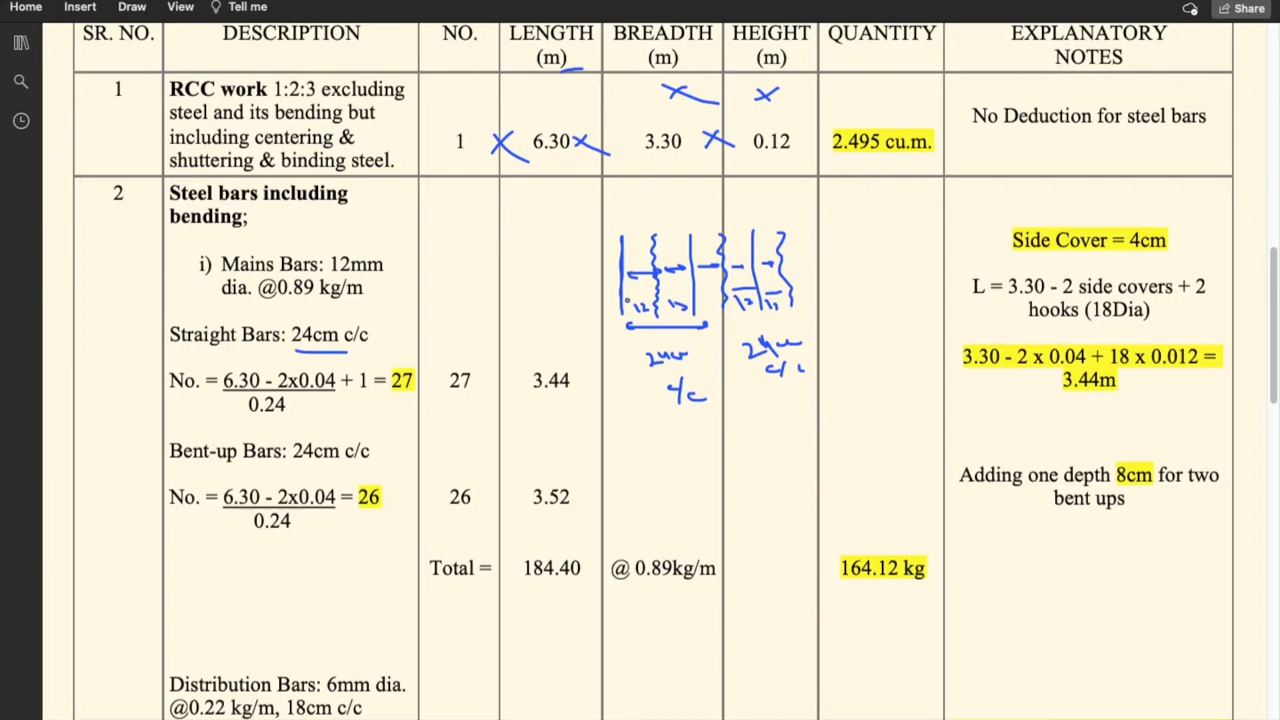 Home Insert Draw View Tell me Share
SR. NO. DESCRIPTION NO. LENGTH BREADTH HEIGHT QUANTITY EXPLANATORY
(m) (m) (m) NOTES
1 RCC work 1:2:3 excluding
steel and its bending but No Deduction for steel bars
including centering & 1 6.30 3.30 0.12 2.495 cu.m.
shuttering & binding steel.
2 Steel bars including
bending;
Side Cover = 4cm
i) Mains Bars: 12mm
dia. @0.89 kg/m L = 3.30 - 2 side covers + 2
hooks (18Dia)
12 12
Straight Bars: 24cm c/c
3.30 - 2 x 0.04 + 18 x 0.012 =
24cm c/c
No. = 6.30 - 2x0.04 + 1 = 27 27 3.44 3.44m
0.24 c/c
Bent-up Bars: 24cm c/c
Adding one depth 8cm for two
No. = 6.30 - 2x0.04 = 26 26 3.52 bent ups
0.24
Total = 184.40 @ 0.89kg/m 164.12 kg
Distribution Bars: 6mm dia.
@0.22 kg/m, 18cm c/c